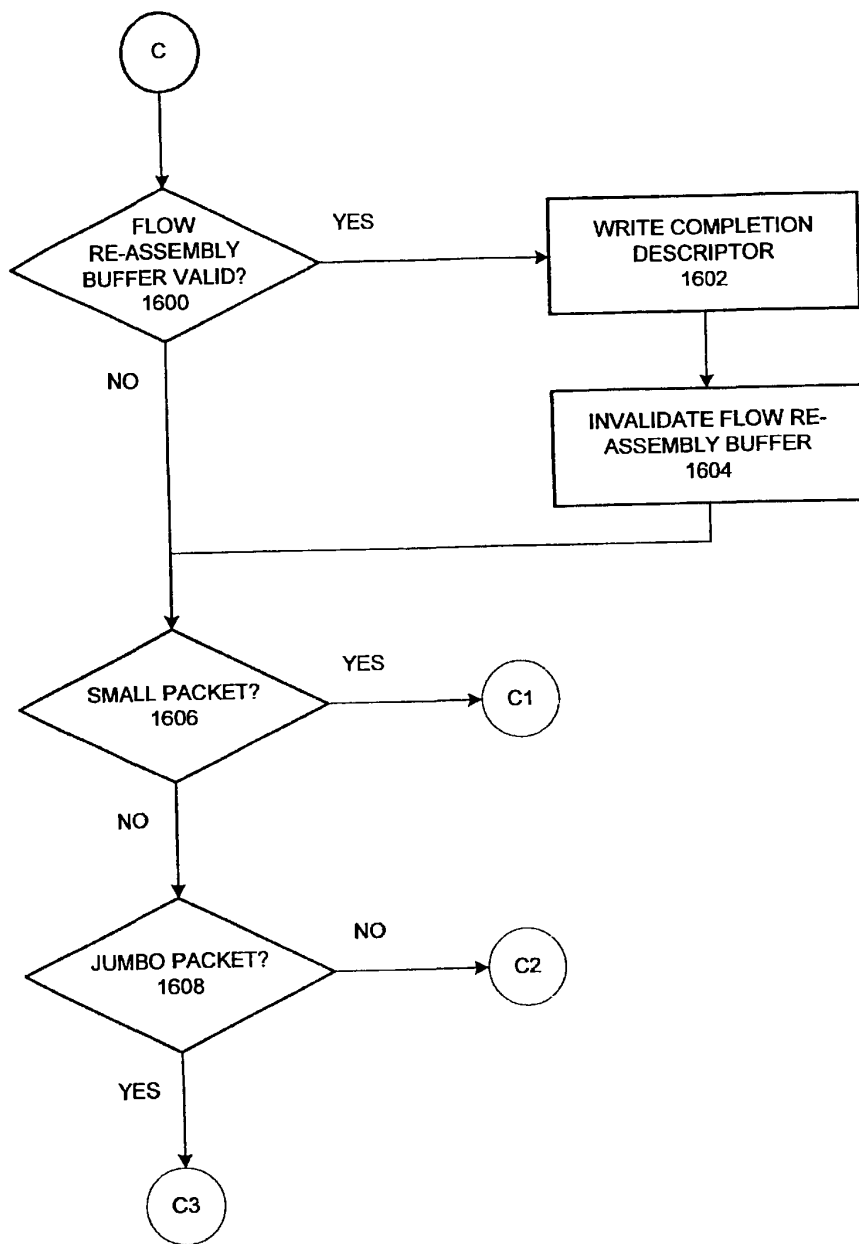 C
FLOW
RE-ASSEMBLY
BUFFER VALID?
1600
YES
WRITE COMPLETION
DESCRIPTOR
1602
NO
INVALIDATE FLOW RE-
ASSEMBLY BUFFER
1604
SMALL PACKET?
1606
YES
C1
NO
JUMBO PACKET?
1608
NO
C2
YES
C3